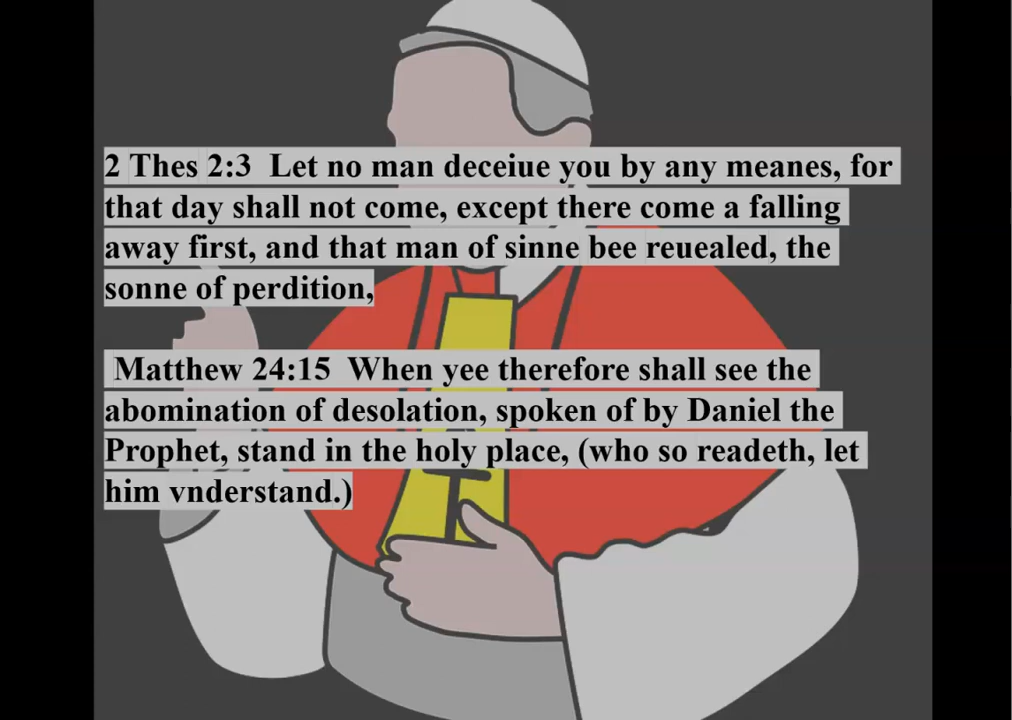 2 Thes 2:3  Let no man deceiue you by any meanes, for
that day shall not come, except there come a falling
away first, and that man of sinne bee reuealed, the
sonne of perdition,
Matthew 24:15  When yee therefore shall see the
abomination of desolation, spoken of by Daniel the
Prophet, stand in the holy place, (who so readeth, let
him vnderstand.)